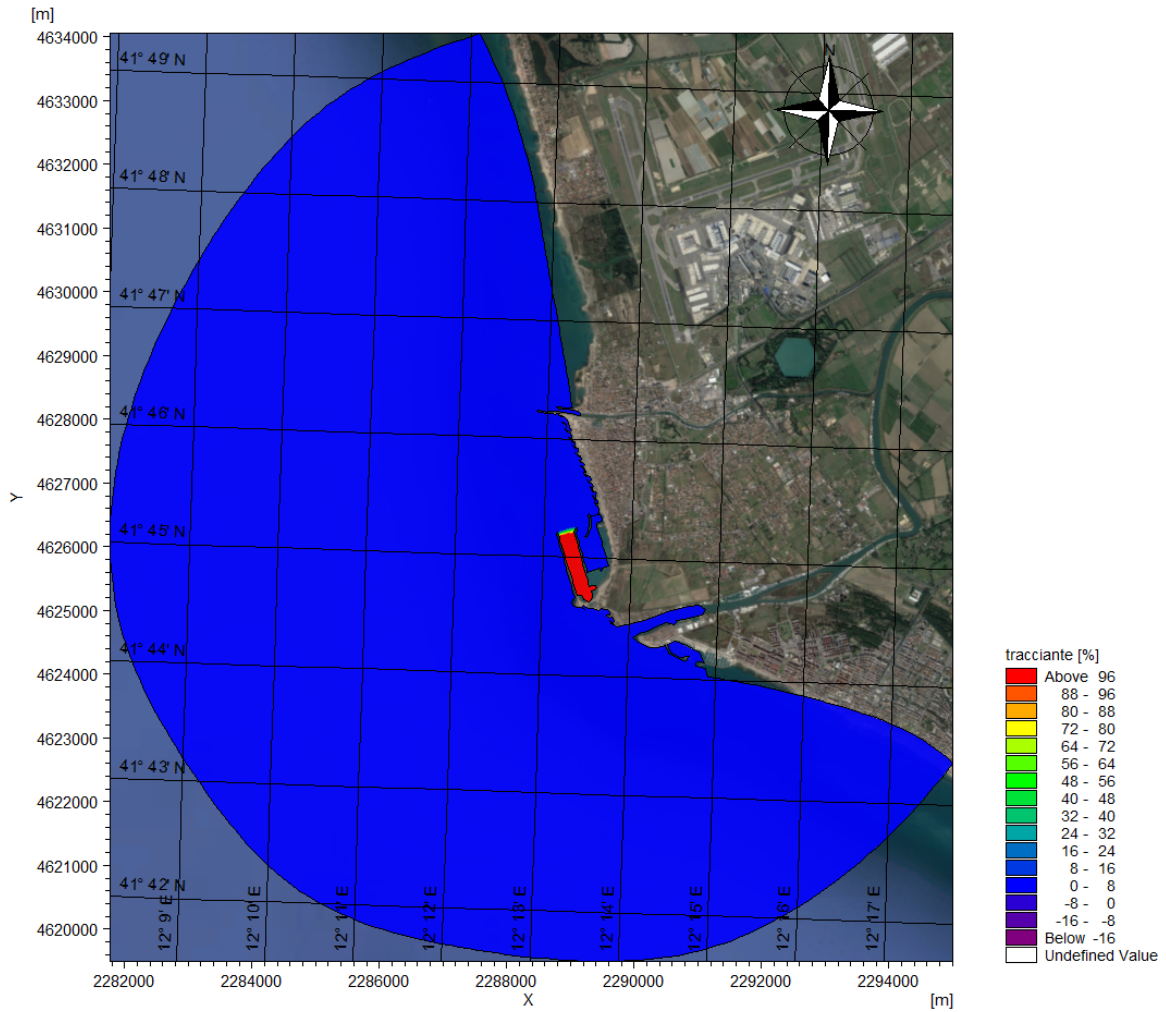 [m]
4634000
4633000
4632000
4631000
4630000
4629000
4628000
4627000
4626000
4625000
4624000
4623000
4622000
4621000
4620000
Y
41° 49' N
41° 48' N
41° 47' N
41° 46' N
41° 45' N
41° 44' N
41° 43' N
41° 42' N
12° 9' E
12° 10' E
12° 11' E
12° 12' E
12° 13' E
12° 14' E
12° 15' E
12° 16' E
12° 17' E
N
2282000 2284000 2286000 2288000 2290000 2292000 2294000
X
[m]
tracciante [%]
Above 96
88 - 96
80 - 88
72 - 80
64 - 72
56 - 64
48 - 56
40 - 48
32 - 40
24 - 32
16 - 24
8 - 16
0 - 8
-8 - 0
-16 - -8
Below -16
Undefined Value